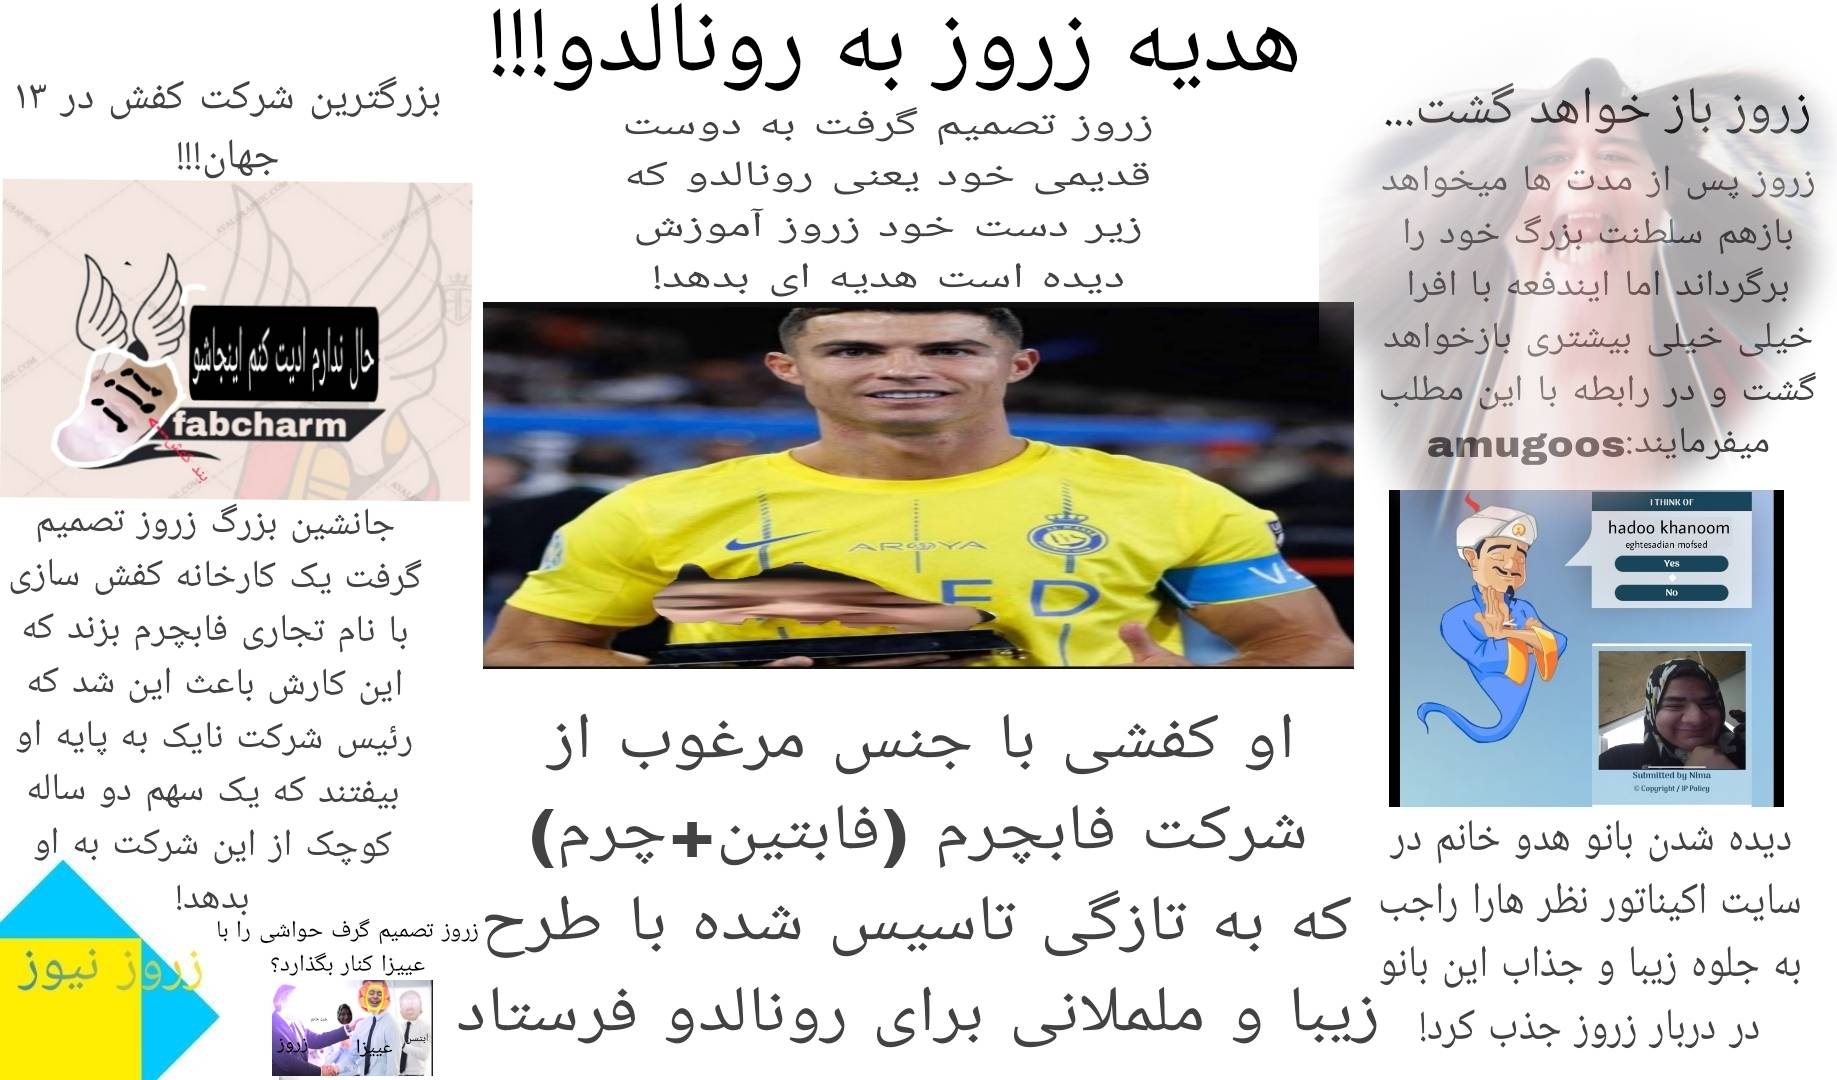 هدیه زروز به رونالدو!!!
زروز تصمیم گرفت به دوست
قدیمی خود یعنی رونالدو که
زیر دست خود زروز آموزش
دیده است هدیه ای بدهد!
AROYA
ED
او کفشی با جنس مرغوب از
شرکت فابچرم (فابتین+چرم)
که به تازگی تاسیس شده با طرح
زیبا و ململانی برای رونالدو فرستاد
زروز باز خواهد گشت...
زروز پس از مدت ها میخواهد
بازهم سلطنت بزرگ خود را
برگرداند اما ایندفعه با افرا
خیلی خیلی بیشتری بازخواهد
گشت و در رابطه با این مطلب
میفرمایند:amugoos
I THINK OF
hadoo khanoom
eghtesadian mofsed
Yes
No
Submitted by Nima
© Copyright / IP Policy
دیده شدن بانو هدو خانم در
سایت اکیناتور نظر هارا راجب
به جلوه زیبا و جذاب این بانو
در دربار زروز جذب کرد!
بزرگترین شرکت کفش در ۱۳
جهان!!!
حال ندارم ادیت کنم اینجاشو
fabcharm
جانشین بزرگ زروز تصمیم
گرفت یک کارخانه کفش سازی
با نام تجاری فابچرم بزند که
این کارش باعث این شد که
رئیس شرکت نایک به پایه او
بیفتند که یک سهم دو ساله
کوچک از این شرکت به او
بدهد!
زروز تصمیم گرف حواشی را با
عییزا کنار بگذارد؟
زروز
عییزا
زروز نیوز